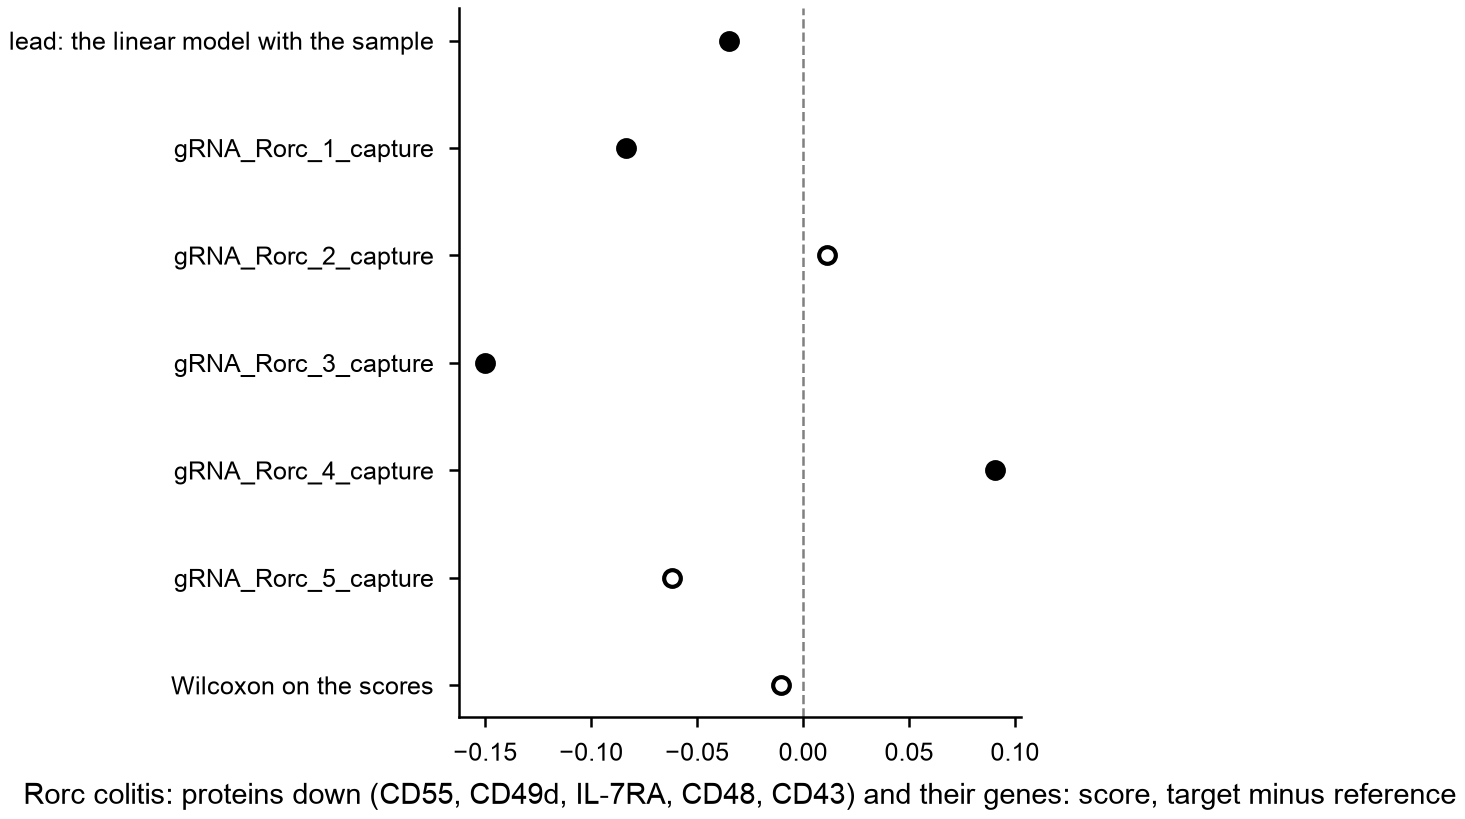 lead: the linear model with the sample
gRNA_Rorc_1_capture
gRNA_Rorc_2_capture
gRNA_Rorc_3_capture
gRNA_Rorc_4_capture
gRNA_Rorc_5_capture
Wilcoxon on the scores
−0.15 −0.10 −0.05 0.00 0.05 0.10
Rorc colitis: proteins down (CD55, CD49d, IL-7RA, CD48, CD43) and their genes: score, target minus reference